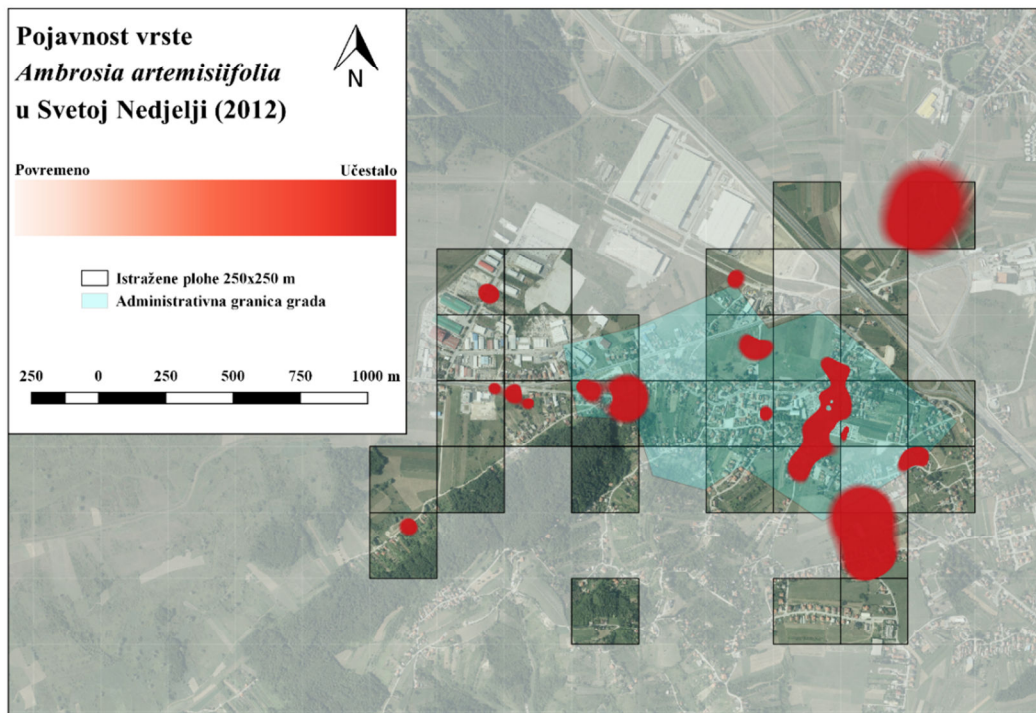 Pojavnost vrste
Ambrosia artemisiifolia
u Svetoj Nedjelji (2012)
N
Povremeno Učestalo
Istražene plohe 250x250 m
Administrativna granica grada
250 0 250 500 750 1000 m